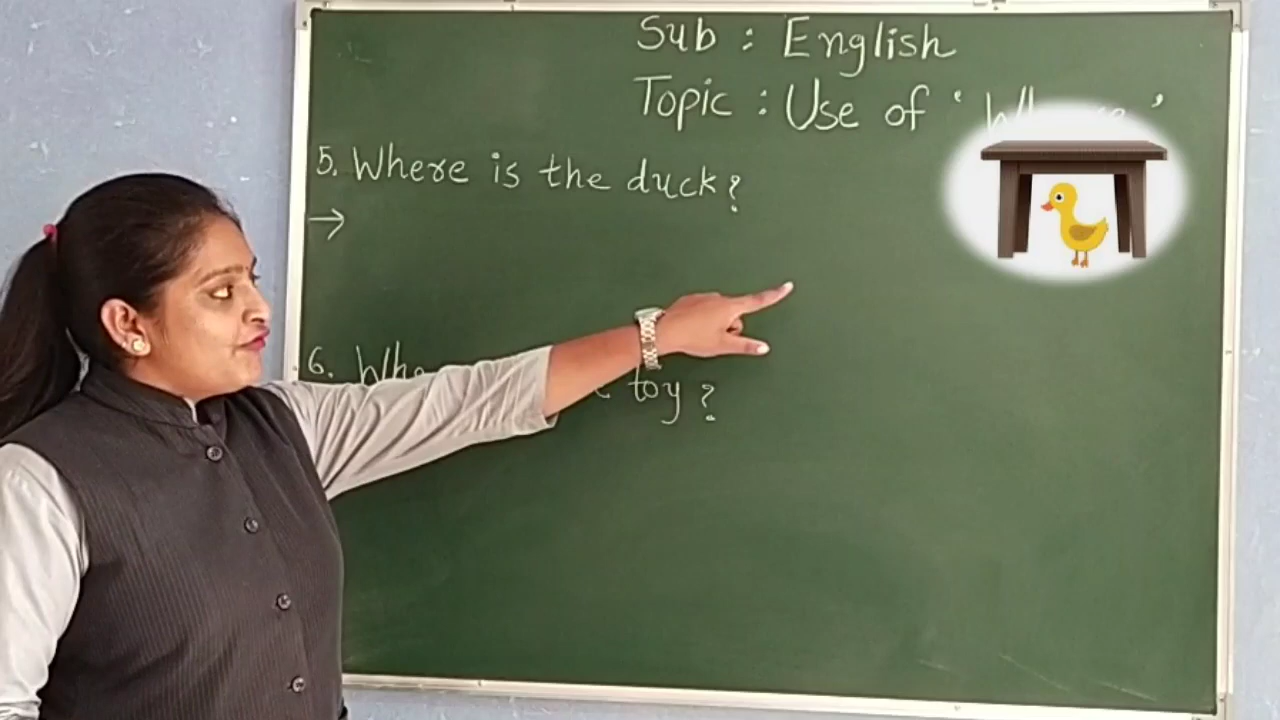 Sub : English
Topic : Use of ' '
5. Where is the duck?
→
6. toy ?